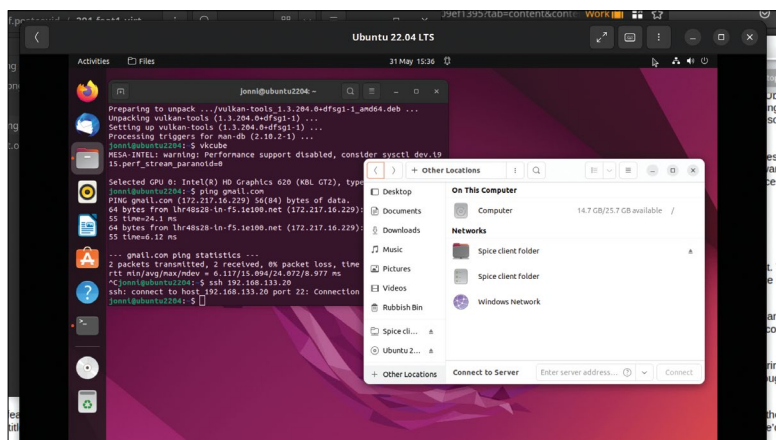 J9ef1395/tab=content&conte
Work
Ubuntu 22.04 LTS
Activities
Files
31 May 15:36
jonni@ubuntu2204: ~
Preparing to unpack .../vulkan-tools_1.3.204.0+dfsg1-1_amd64.deb ...
Unpacking vulkan-tools (1.3.204.0+dfsg1-1) ...
Setting up vulkan-tools (1.3.204.0+dfsg1-1) ...
Processing triggers for man-db (2.10.2-1) ...
jonni@ubuntu2204:~$ vkcube
MESA-INTEL: warning: Performance support disabled, consider sysctl dev.i9
15.perf_stream_paranoid=0
Selected GPU 0: Intel(R) HD Graphics 620 (KBL GT2), type
jonni@ubuntu2204:~$ ping gmail.com
PING gmail.com (172.217.16.229) 56(84) bytes of data.
64 bytes from lhr48s28-in-f5.1e100.net (172.217.16.229):
55 time=24.1 ms
64 bytes from lhr48s28-in-f5.1e100.net (172.217.16.229):
55 time=6.12 ms
--- gmail.com ping statistics ---
2 packets transmitted, 2 received, 0% packet loss, time
rtt min/avg/max/mdev = 6.117/15.094/24.072/8.977 ms
^Cjonni@ubuntu2204:~$ ssh 192.168.133.20
ssh: connect to host 192.168.133.20 port 22: Connection
jonni@ubuntu2204:~$
+ Other Locations
Desktop
Documents
Downloads
Music
Pictures
Videos
Rubbish Bin
Spice cli...
Ubuntu 2...
+ Other Locations
On This Computer
Computer
14.7 GB/25.7 GB available
/
Networks
Spice client folder
Spice client folder
Windows Network
Connect to Server
Enter server address...
Connect